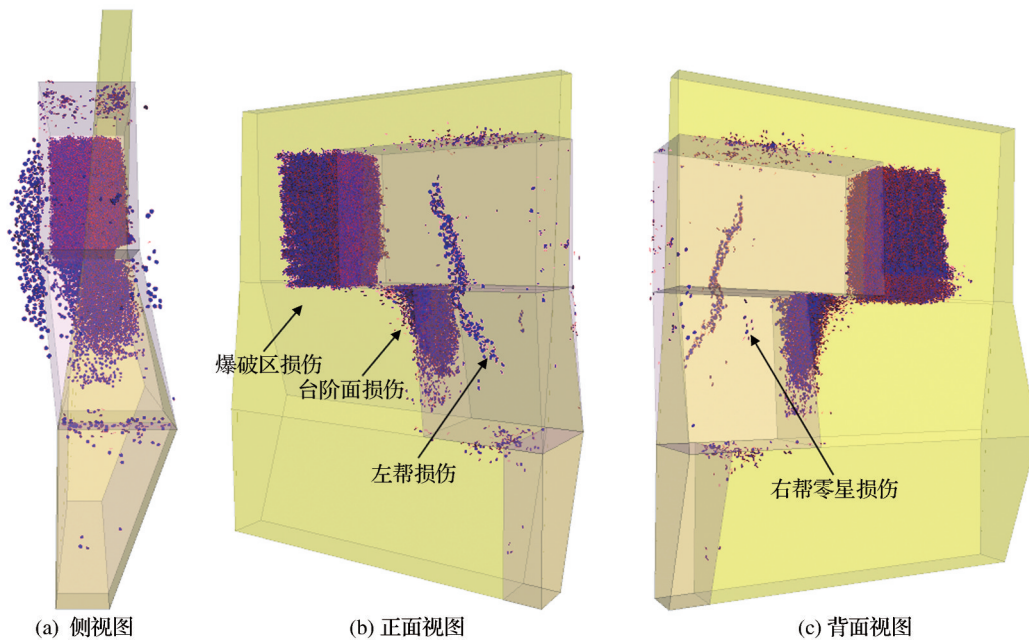 爆破区损伤
台阶面损伤
左帮损伤
右帮零星损伤
(a) 侧视图
(b) 正面视图
(c) 背面视图